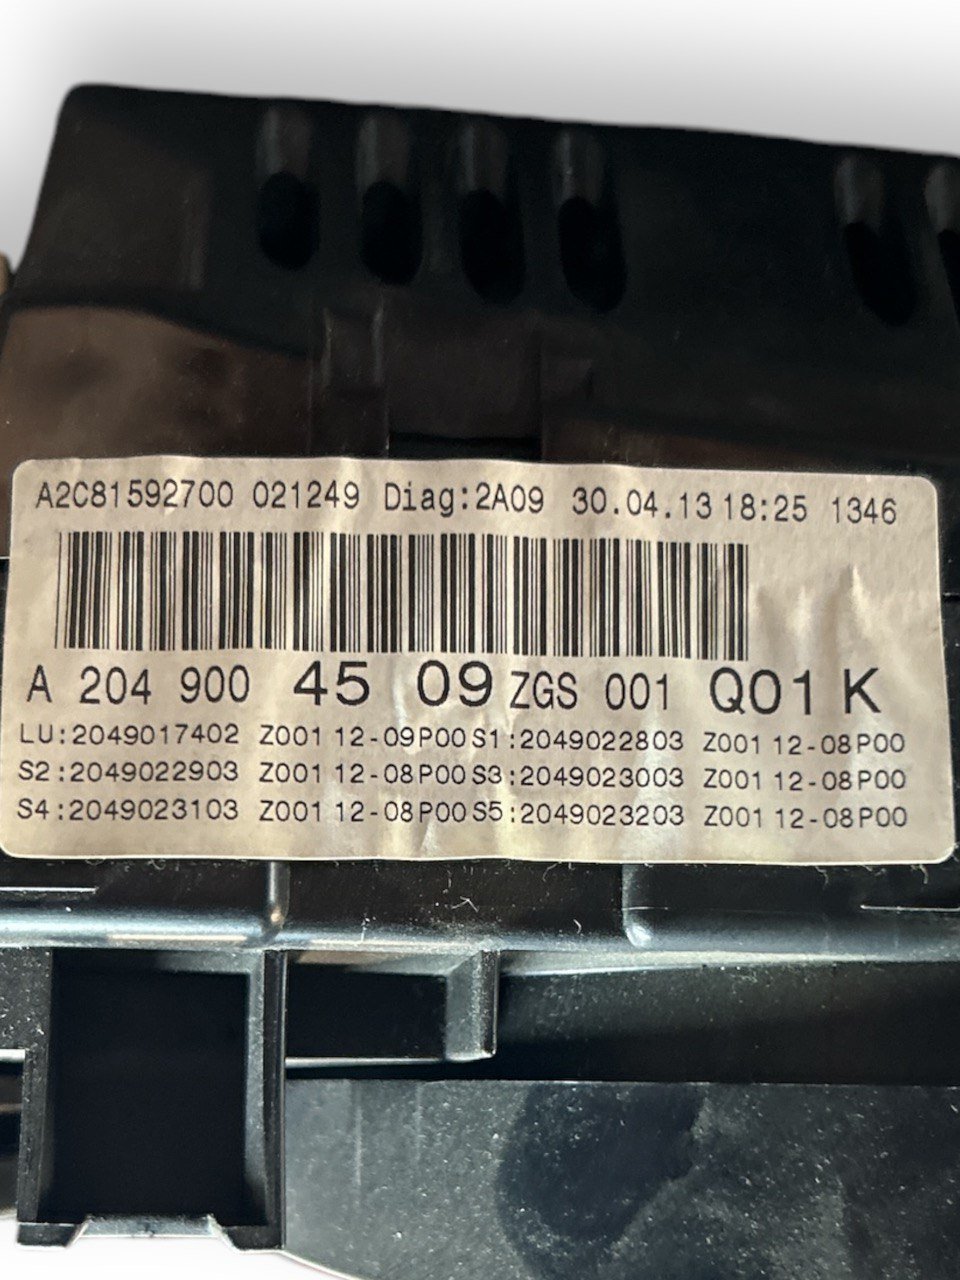 A2C81592700 021249 Diag:2A09 30.04.13 18:25 1346
A 204 900 45 09 ZGS 001 Q01 K
LU:2049017402 Z001 12-09P00 S1:2049022803 Z001 12-08P00
S2:2049022903 Z001 12-08P00 S3:2049023003 Z001 12-08P00
S4:2049023103 Z001 12-08P00 S5:2049023203 Z001 12-08P00